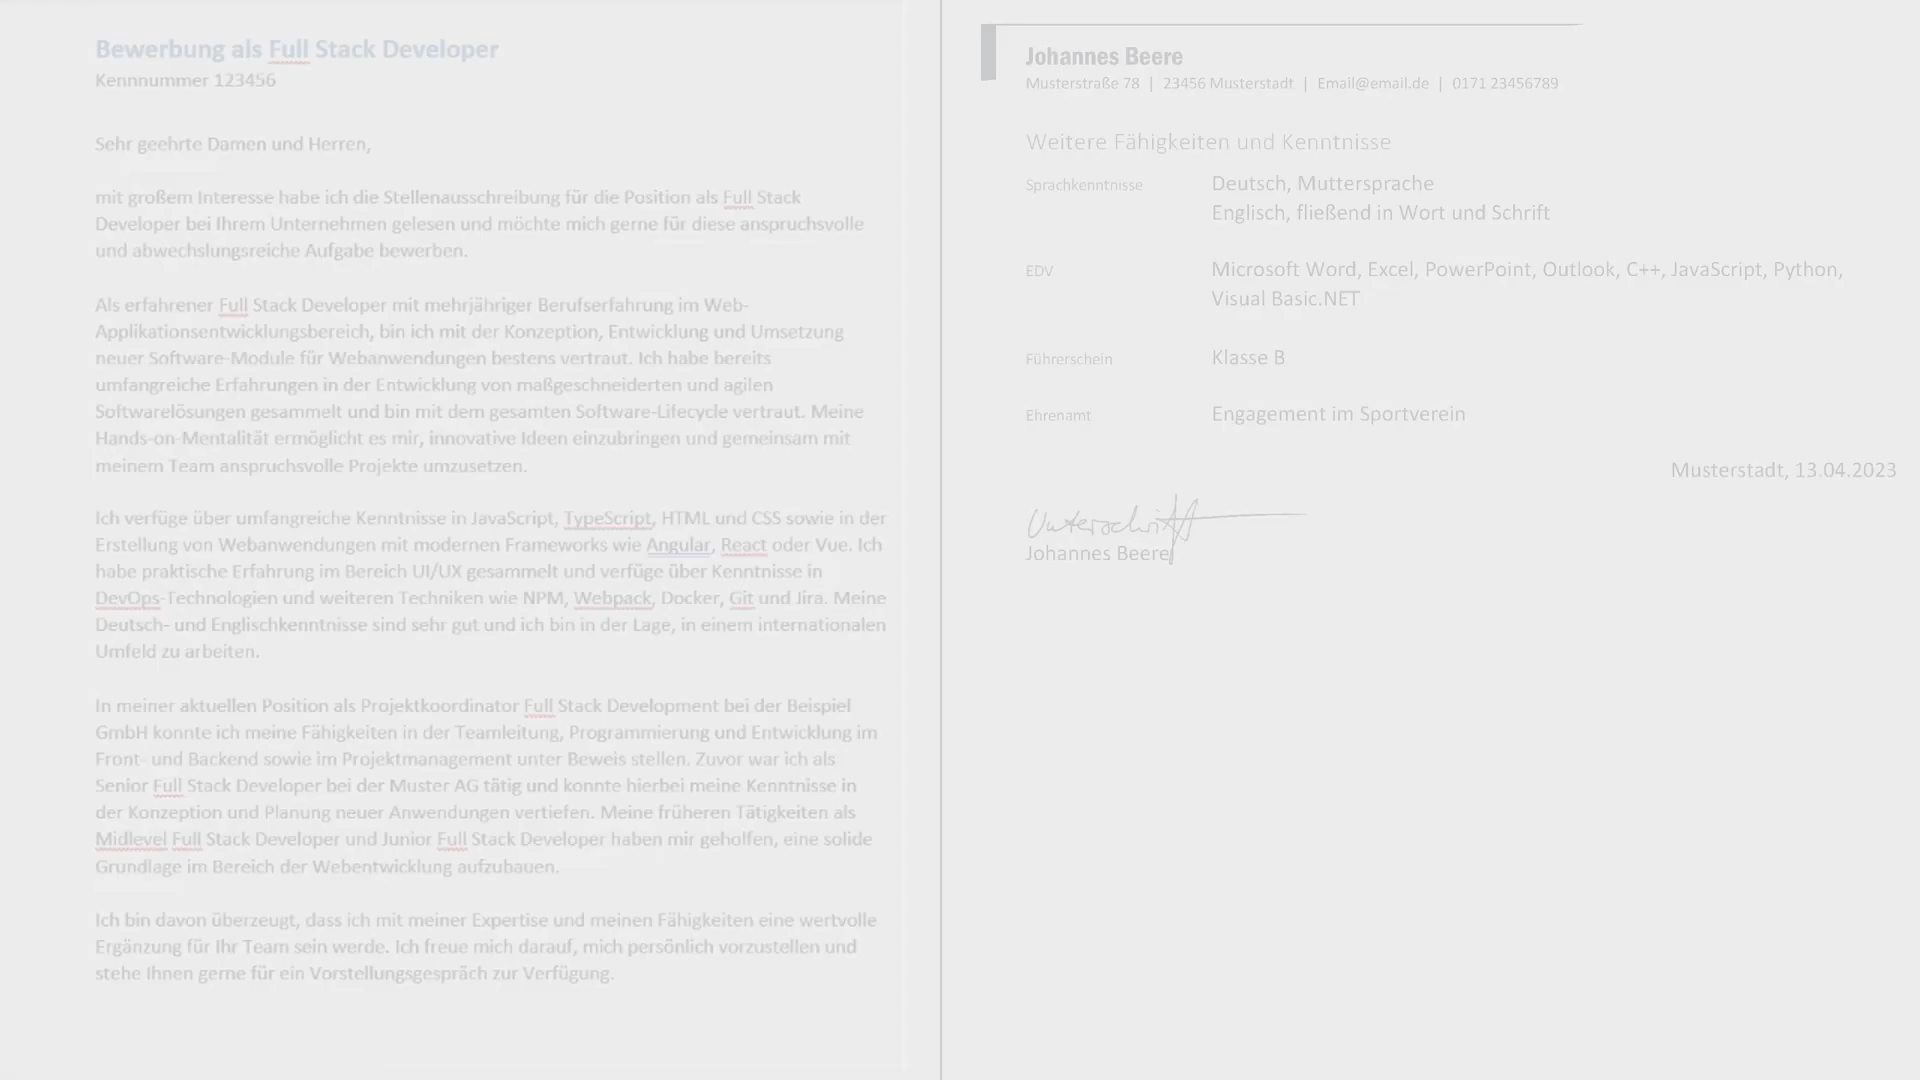 Bewerbung als Full Stack Developer
Kennnummer 123456
Sehr geehrte Damen und Herren,
mit großem Interesse habe ich die Stellenausschreibung für die Position als Full Stack
Developer bei Ihrem Unternehmen gelesen und möchte mich gerne für diese anspruchsvolle
und abwechslungsreiche Aufgabe bewerben.
Als erfahrener Full Stack Developer mit mehrjähriger Berufserfahrung im Web-
Applikationsentwicklungsbereich, bin ich mit der Konzeption, Entwicklung und Umsetzung
neuer Software-Module für Webanwendungen bestens vertraut. Ich habe bereits
umfangreiche Erfahrungen in der Entwicklung von maßgeschneiderten und agilen
Softwarelösungen gesammelt und bin mit dem gesamten Software-Lifecycle vertraut. Meine
Hands-on-Mentalität ermöglicht es mir, innovative Ideen einzubringen und gemeinsam mit
meinem Team anspruchsvolle Projekte umzusetzen.
Ich verfüge über umfangreiche Kenntnisse in JavaScript, TypeScript, HTML und CSS sowie in der
Erstellung von Webanwendungen mit modernen Frameworks wie Angular, React oder Vue. Ich
habe praktische Erfahrung im Bereich UI/UX gesammelt und verfüge über Kenntnisse in
DevOps-Technologien und weiteren Techniken wie NPM, Webpack, Docker, Git und Jira. Meine
Deutsch- und Englischkenntnisse sind sehr gut und ich bin in der Lage, in einem internationalen
Umfeld zu arbeiten.
In meiner aktuellen Position als Projektkoordinator Full Stack Development bei der Beispiel
GmbH konnte ich meine Fähigkeiten in der Teamleitung, Programmierung und Entwicklung im
Front- und Backend sowie im Projektmanagement unter Beweis stellen. Zuvor war ich als
Senior Full Stack Developer bei der Muster AG tätig und konnte hierbei meine Kenntnisse in
der Konzeption und Planung neuer Anwendungen vertiefen. Meine früheren Tätigkeiten als
Midlevel Full Stack Developer und Junior Full Stack Developer haben mir geholfen, eine solide
Grundlage im Bereich der Webentwicklung aufzubauen.
Ich bin davon überzeugt, dass ich mit meiner Expertise und meinen Fähigkeiten eine wertvolle
Ergänzung für Ihr Team sein werde. Ich freue mich darauf, mich persönlich vorzustellen und
stehe Ihnen gerne für ein Vorstellungsgespräch zur Verfügung.
Johannes Beere
Musterstraße 78 | 23456 Musterstadt | Email@email.de | 0171 23456789
Weitere Fähigkeiten und Kenntnisse
Sprachkenntnisse Deutsch, Muttersprache
Englisch, fließend in Wort und Schrift
EDV Microsoft Word, Excel, PowerPoint, Outlook, C++, JavaScript, Python,
Visual Basic.NET
Führerschein Klasse B
Ehrenamt Engagement im Sportverein
Musterstadt, 13.04.2023
Unterschrift
Johannes Beere